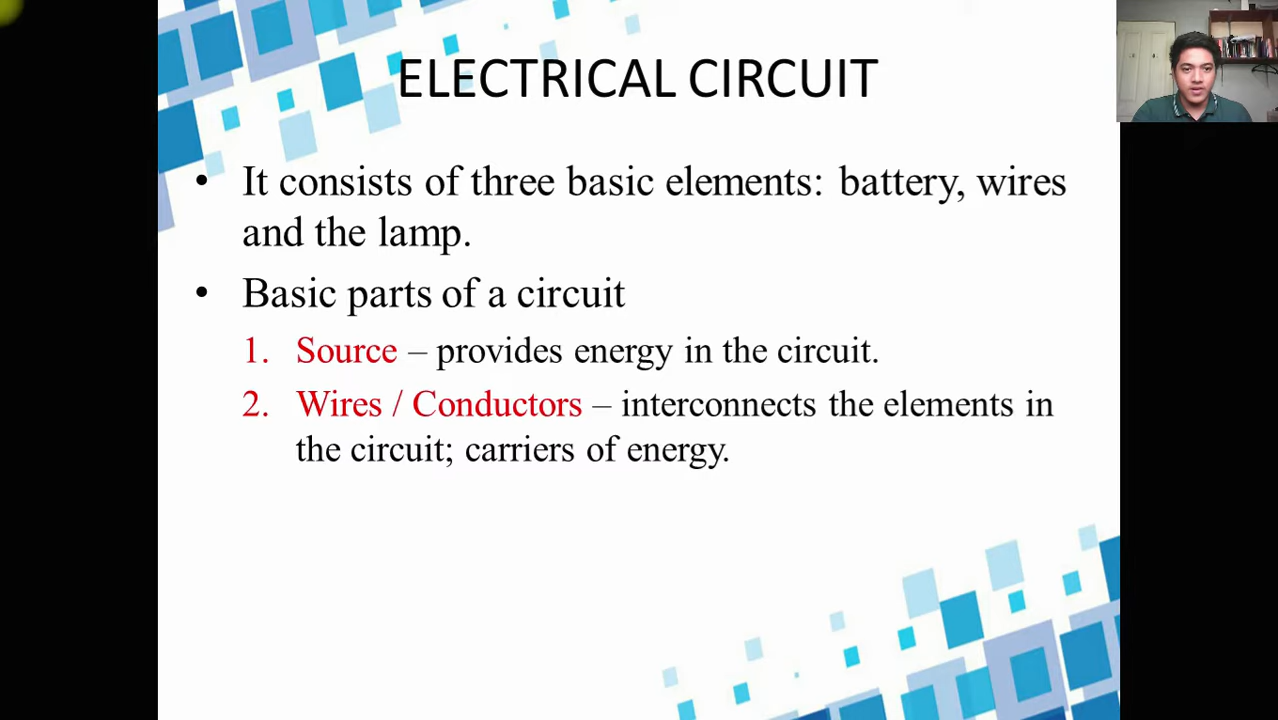 ELECTRICAL CIRCUIT
• It consists of three basic elements: battery, wires
and the lamp.
• Basic parts of a circuit
1. Source – provides energy in the circuit.
2. Wires / Conductors – interconnects the elements in
the circuit; carriers of energy.